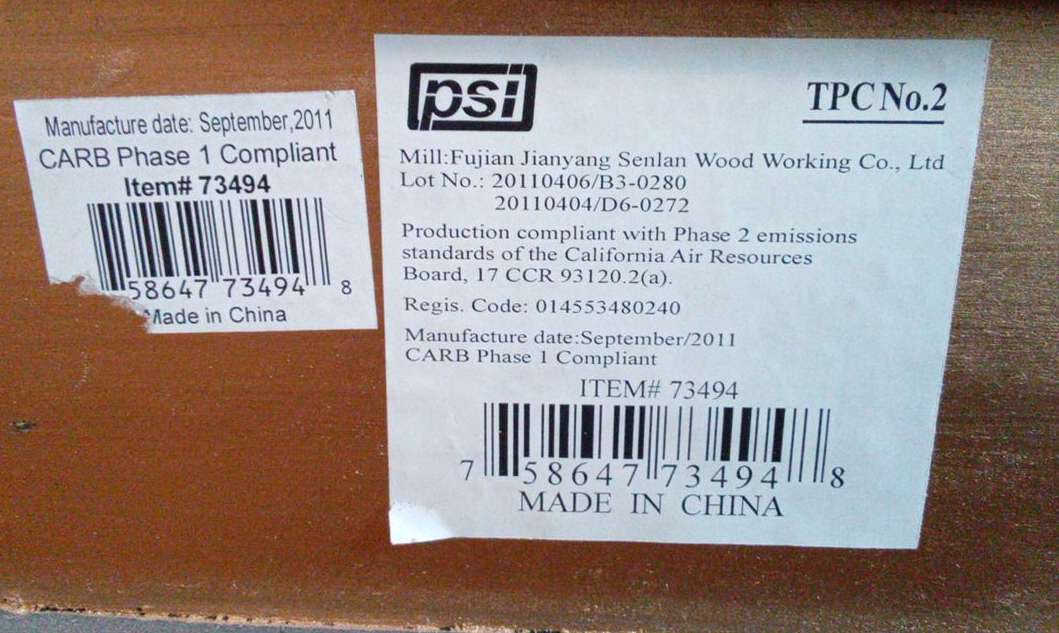 Manufacture date: September,2011
CARB Phase 1 Compliant
Item# 73494
58647 73494 8
Made in China
psi
TPC No.2
Mill:Fujian Jianyang Senlan Wood Working Co., Ltd
Lot No.: 20110406/B3-0280
20110404/D6-0272
Production compliant with Phase 2 emissions
standards of the California Air Resources
Board, 17 CCR 93120.2(a).
Regis. Code: 014553480240
Manufacture date:September/2011
CARB Phase 1 Compliant
ITEM# 73494
7 58647 73494 8
MADE IN CHINA